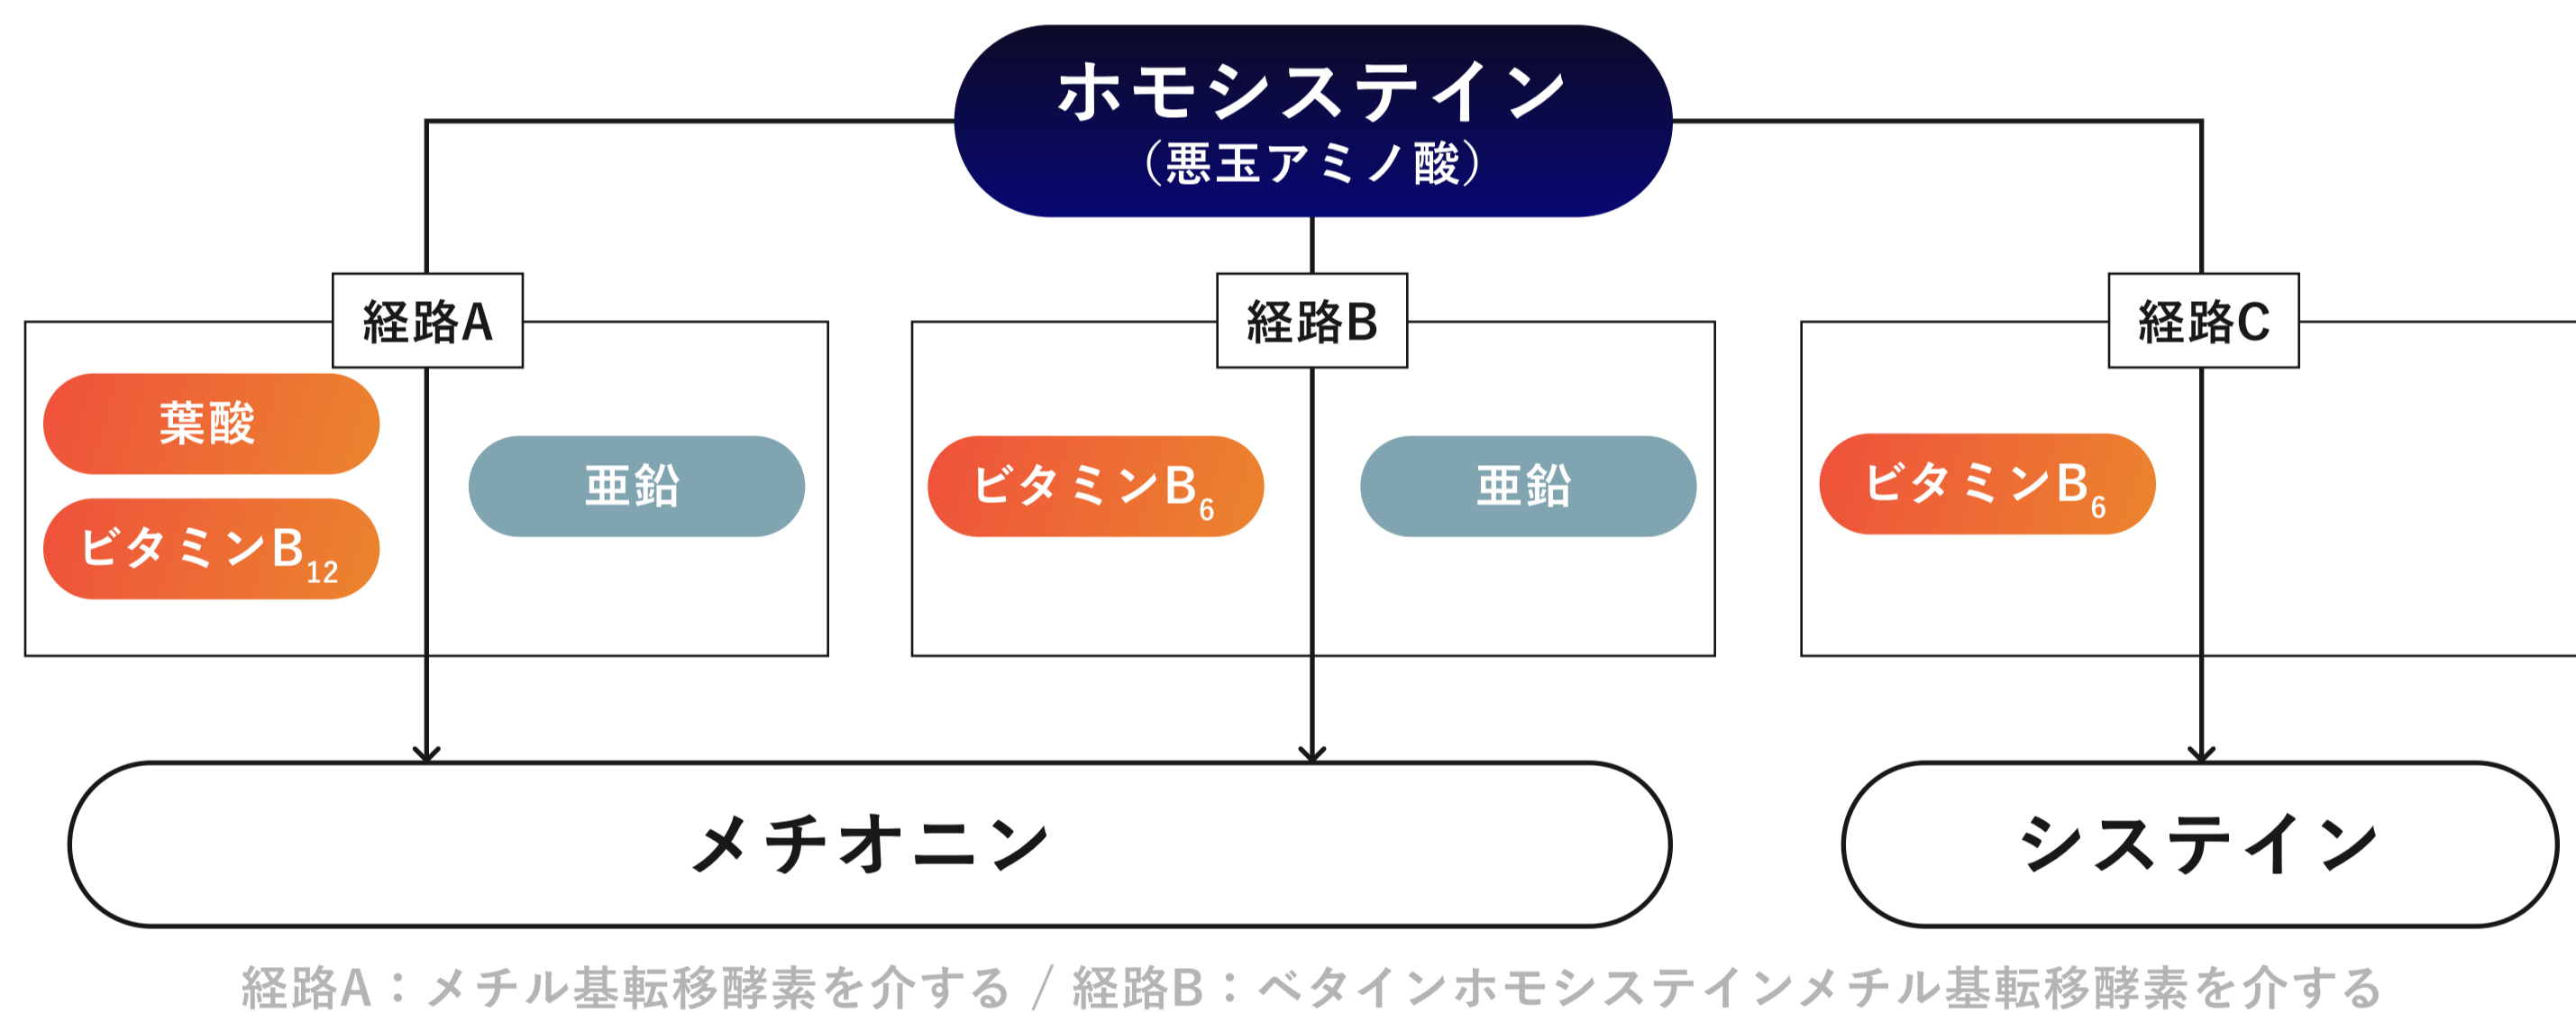 ホモシステイン
（悪玉アミノ酸）
経路A
経路B
経路C
葉酸
ビタミンB12
亜鉛
ビタミンB6
亜鉛
ビタミンB6
メチオニン
システイン
経路A：メチル基転移酵素を介する / 経路B：ベタインホモシステインメチル基転移酵素を介する